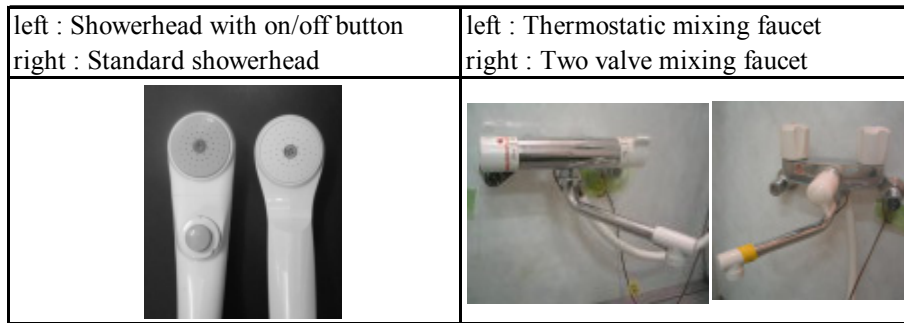 left : Showerhead with on/off button
right : Standard showerhead
left : Thermostatic mixing faucet
right : Two valve mixing faucet